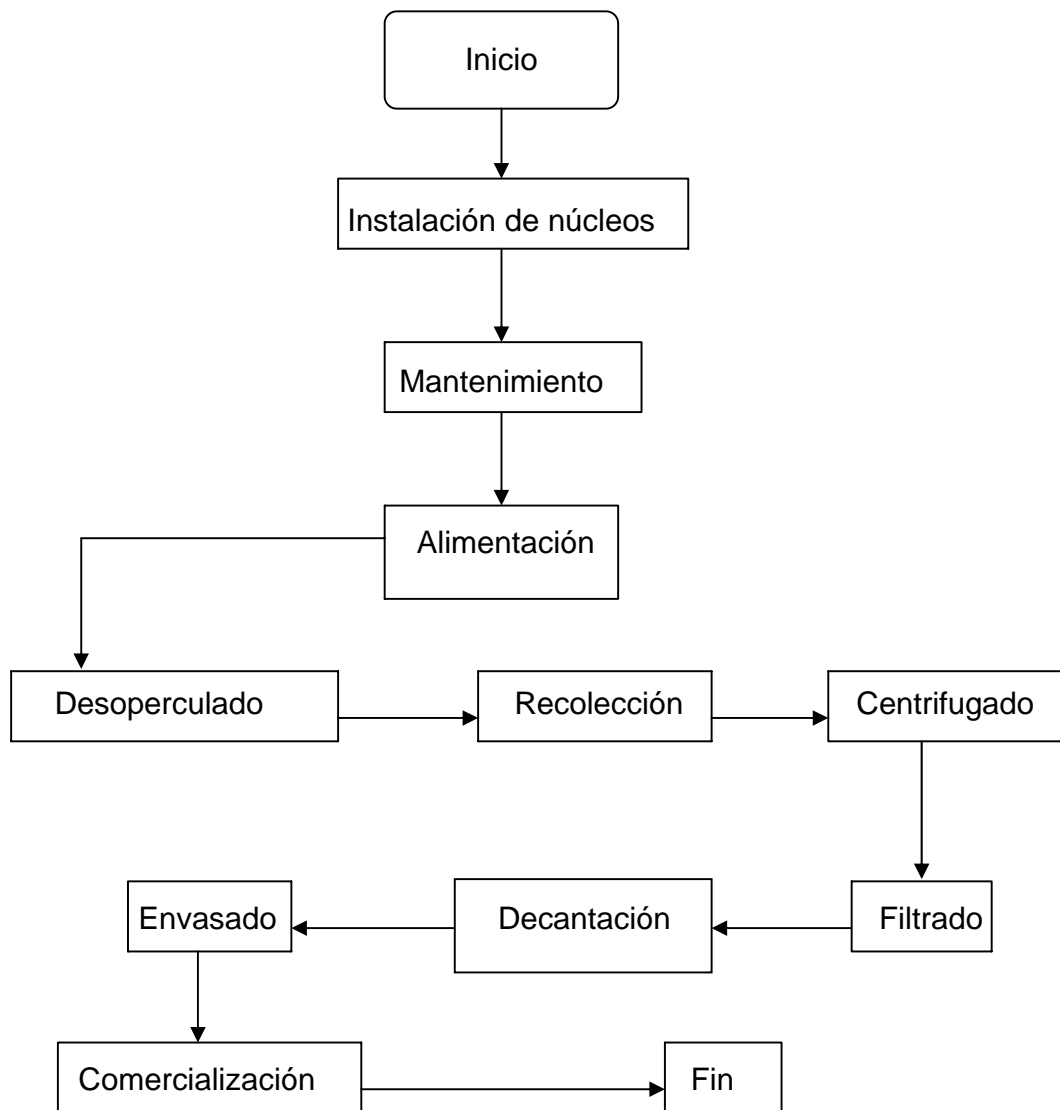 Inicio
Instalación de núcleos
Mantenimiento
Alimentación
Desoperculado
Recolección
Centrifugado
Filtrado
Decantación
Envasado
Comercialización
Fin